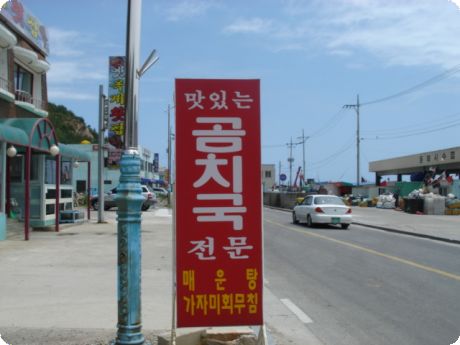 맛있는
곰치국
전문
매운탕
가자미회무침